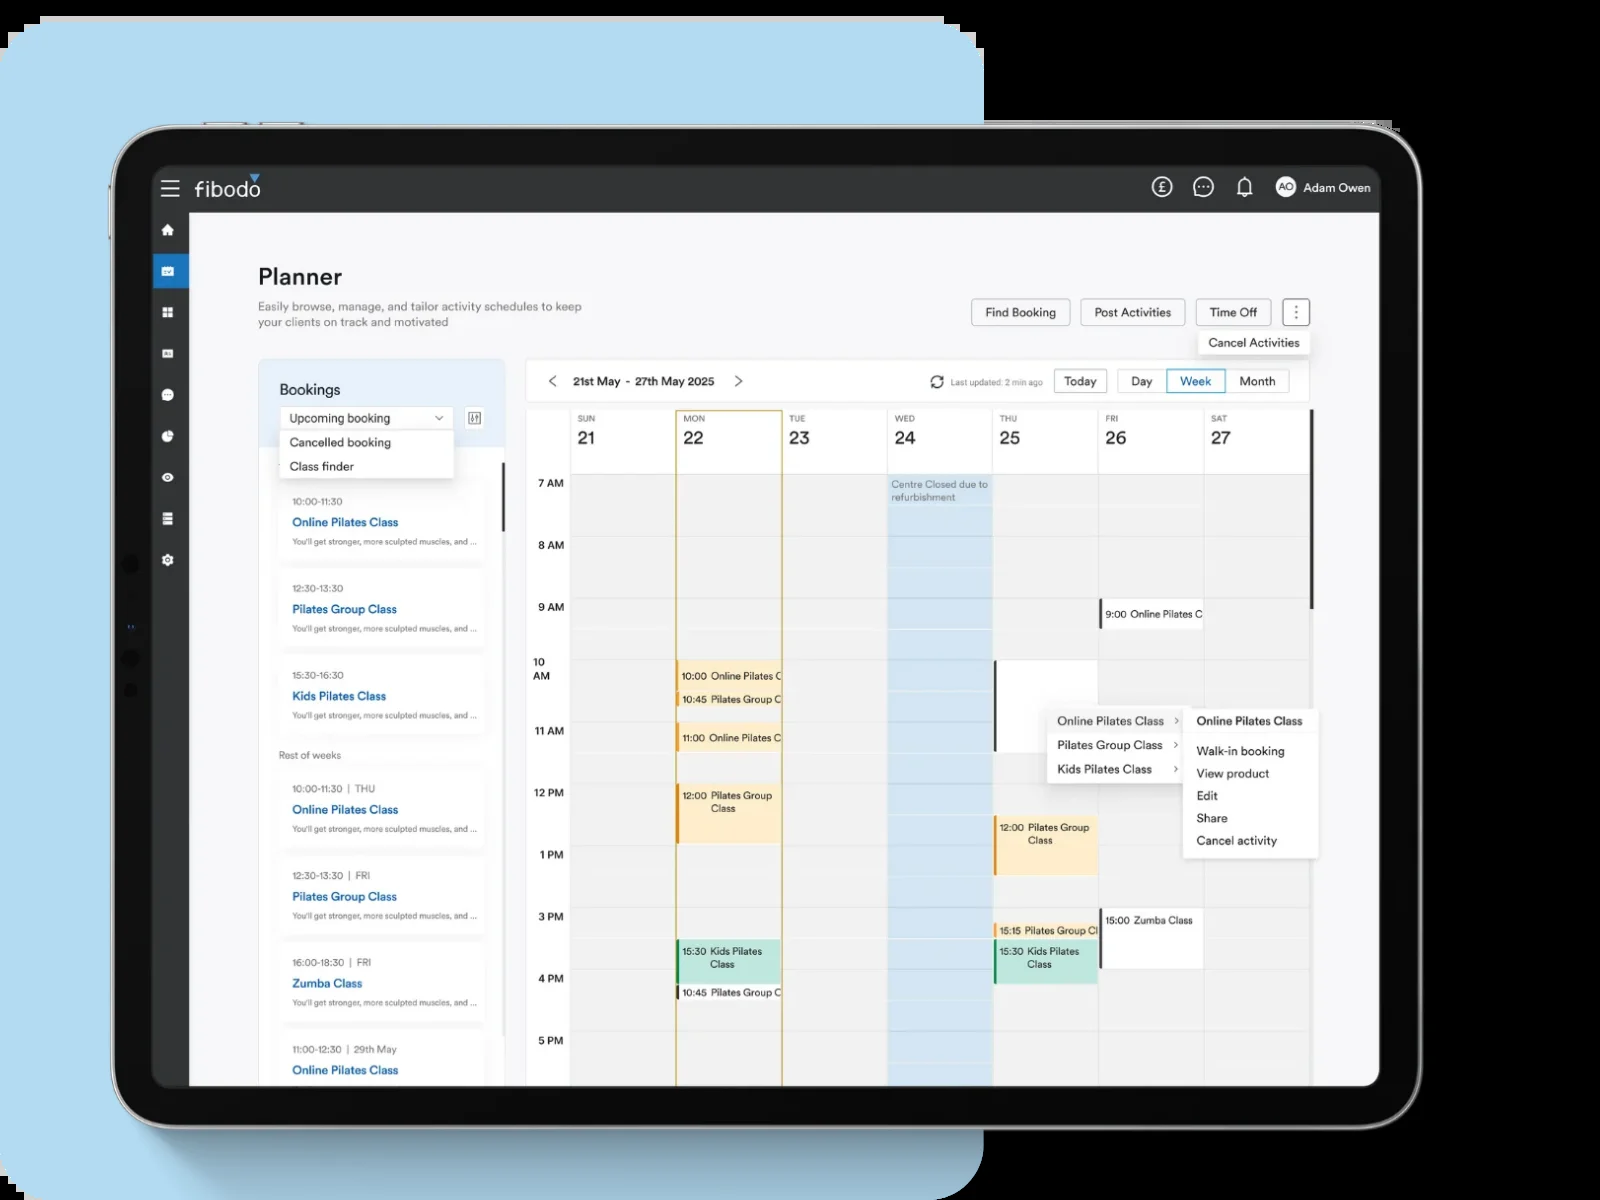 fibodo
£
AO Adam Owen
Planner
Easily browse, manage, and tailor activity schedules to keep
your clients on track and motivated
Find Booking
Post Activities
Time Off
Cancel Activities
Bookings
Upcoming booking
Cancelled booking
Class finder
10:00-11:30
Online Pilates Class
You'll get stronger, more sculpted muscles, and ...
12:30-13:30
Pilates Group Class
You'll get stronger, more sculpted muscles, and ...
15:30-16:30
Kids Pilates Class
You'll get stronger, more sculpted muscles, and ...
Rest of weeks
10:00-11:30 | THU
Online Pilates Class
You'll get stronger, more sculpted muscles, and ...
12:30-13:30 | FRI
Pilates Group Class
You'll get stronger, more sculpted muscles, and ...
16:00-18:30 | FRI
Zumba Class
You'll get stronger, more sculpted muscles, and ...
11:00-12:30 | 29th May
Online Pilates Class
21st May - 27th May 2025
Last updated: 2 min ago
Today
Day
Week
Month
SUN
21
MON
22
TUE
23
WED
24
THU
25
FRI
26
SAT
27
7 AM
8 AM
9 AM
10
AM
11 AM
12 PM
1 PM
3 PM
4 PM
5 PM
10:00 Online Pilates C
10:45 Pilates Group C
11:00 Online Pilates C
12:00 Pilates Group
Class
15:30 Kids Pilates
Class
10:45 Pilates Group C
Centre Closed due to
refurbishment
12:00 Pilates Group
Class
15:15 Pilates Group Cl
15:30 Kids Pilates
Class
9:00 Online Pilates C
15:00 Zumba Class
Online Pilates Class
Pilates Group Class
Kids Pilates Class
Online Pilates Class
Walk-in booking
View product
Edit
Share
Cancel activity